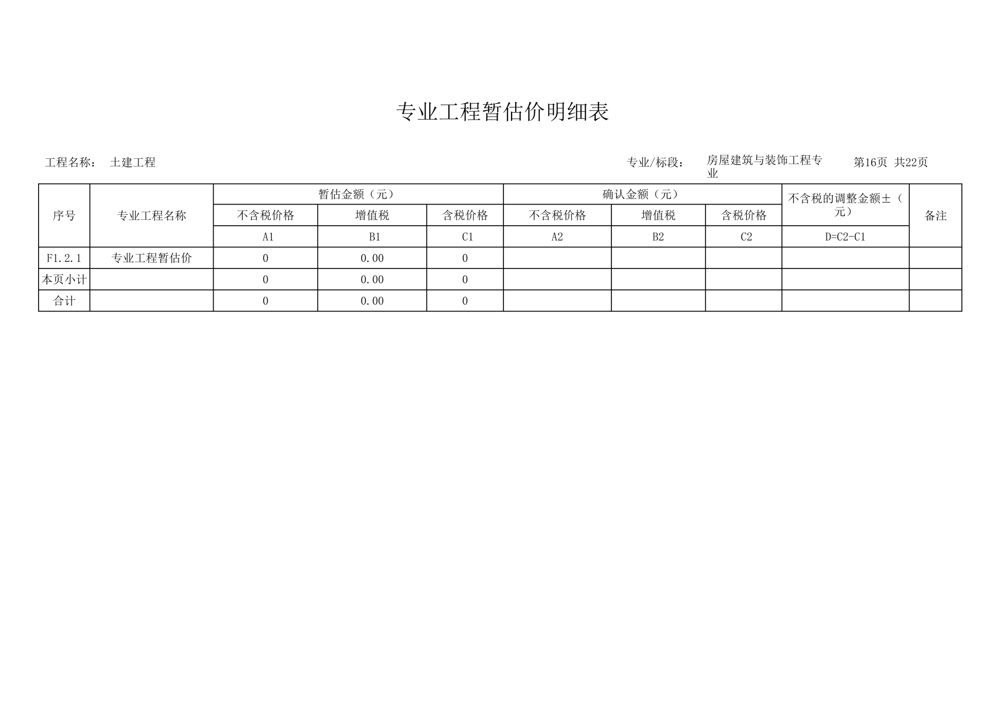 专业工程暂估价明细表
工程名称： 土建工程 专业/标段： 房屋建筑与装饰工程专
业 第16页 共22页
序号 专业工程名称 暂估金额（元） 确认金额（元） 不含税的调整金额±（
元） 备注
不含税价格 增值税 含税价格 不含税价格 增值税 含税价格
A1 B1 C1 A2 B2 C2 D=C2-C1
F1.2.1 专业工程暂估价 0 0.00 0
本页小计 0 0.00 0
合计 0 0.00 0